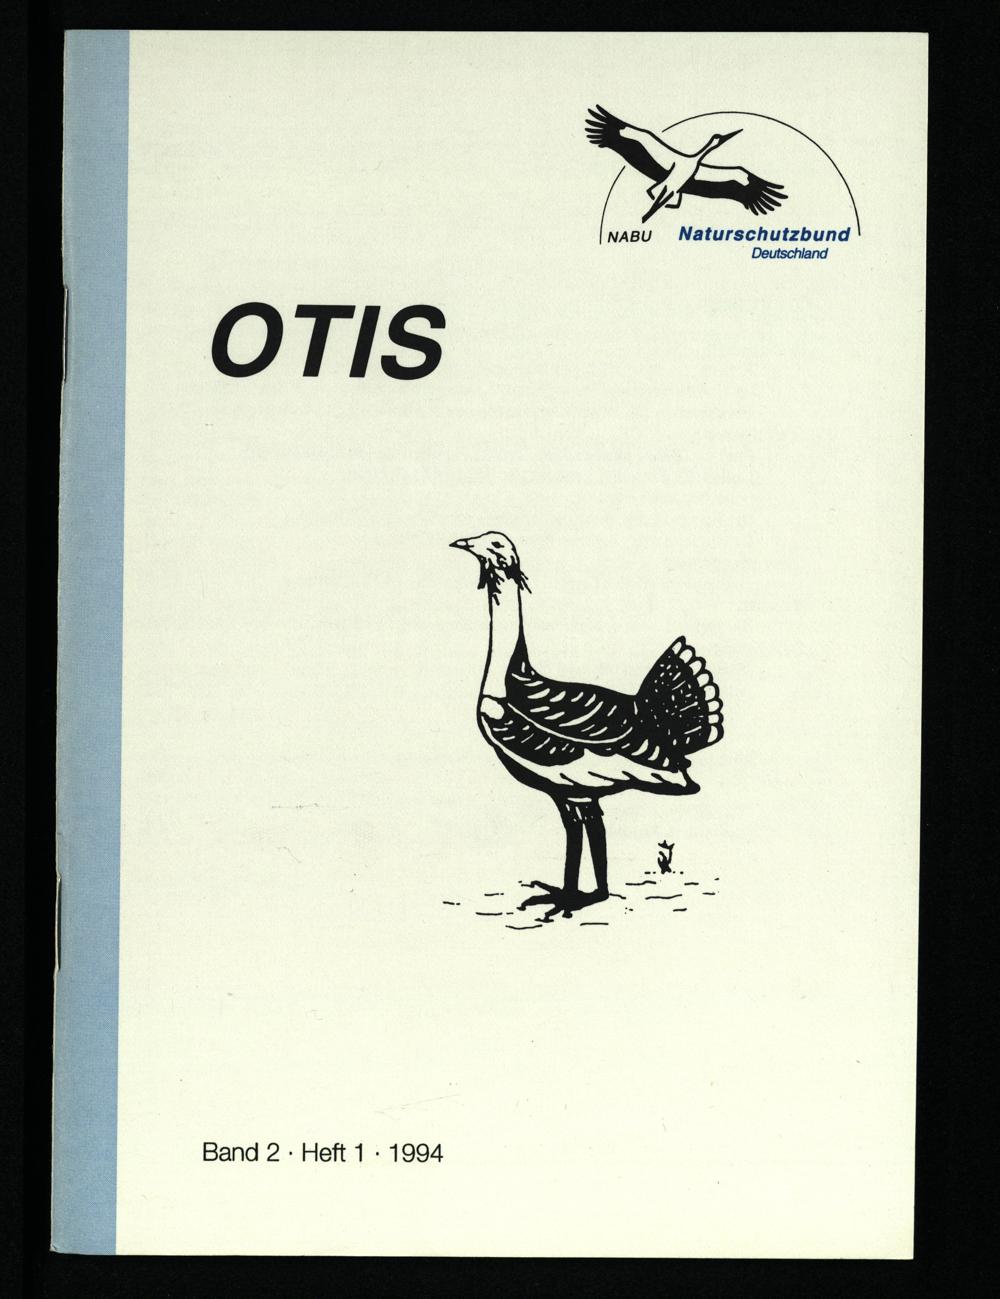 NABU Naturschutzbund
Deutschland
OTIS
Band 2 · Heft 1 · 1994